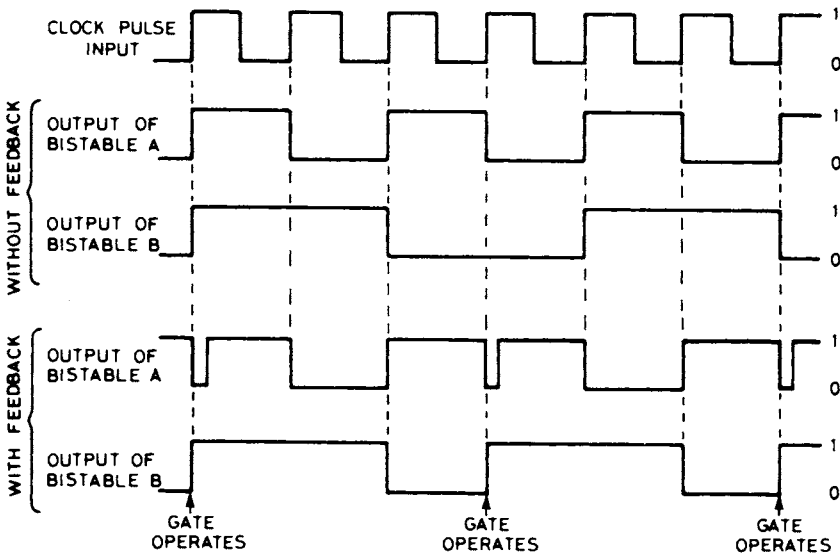 CLOCK PULSE
INPUT
1
0
WITHOUT FEEDBACK
OUTPUT OF
BISTABLE A
1
0
OUTPUT OF
BISTABLE B
1
0
WITH FEEDBACK
OUTPUT OF
BISTABLE A
1
0
OUTPUT OF
BISTABLE B
1
0
GATE
OPERATES
GATE
OPERATES
GATE
OPERATES